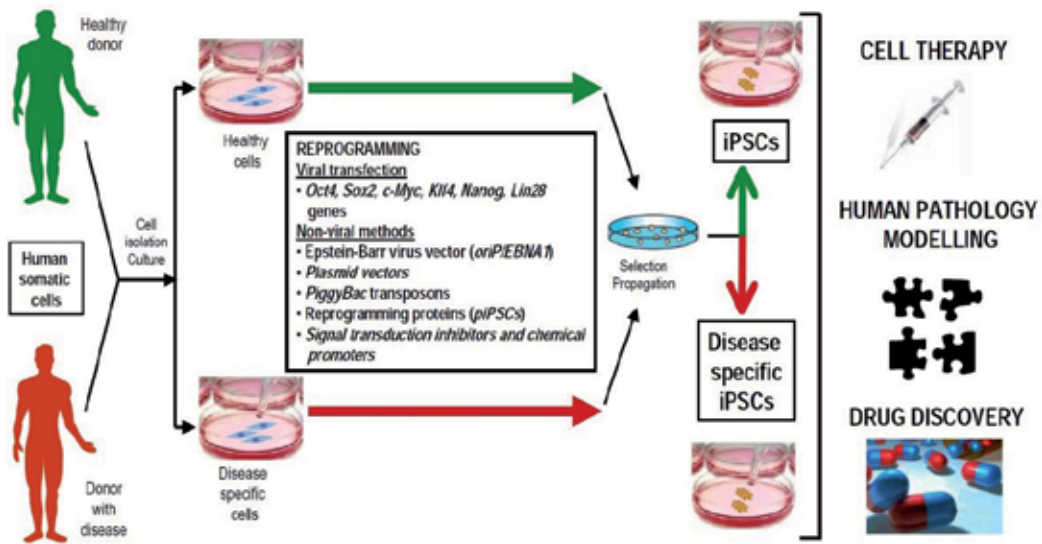 Healthy
donor
Human
somatic
cells
Donor
with
disease
Cell
isolation
Culture
Healthy
cells
REPROGRAMMING
Viral transfection
• Oct4, Sox2, c-Myc, Klf4, Nanog, Lin28
genes
Non-viral methods
• Epstein-Barr virus vector (oriP/EBNA1)
• Plasmid vectors
• PiggyBac transposons
• Reprogramming proteins (piPSCs)
• Signal transduction inhibitors and chemical
promoters
Disease
specific
cells
Selection
Propagation
iPSCs
Disease
specific
iPSCs
CELL THERAPY
HUMAN PATHOLOGY
MODELLING
DRUG DISCOVERY